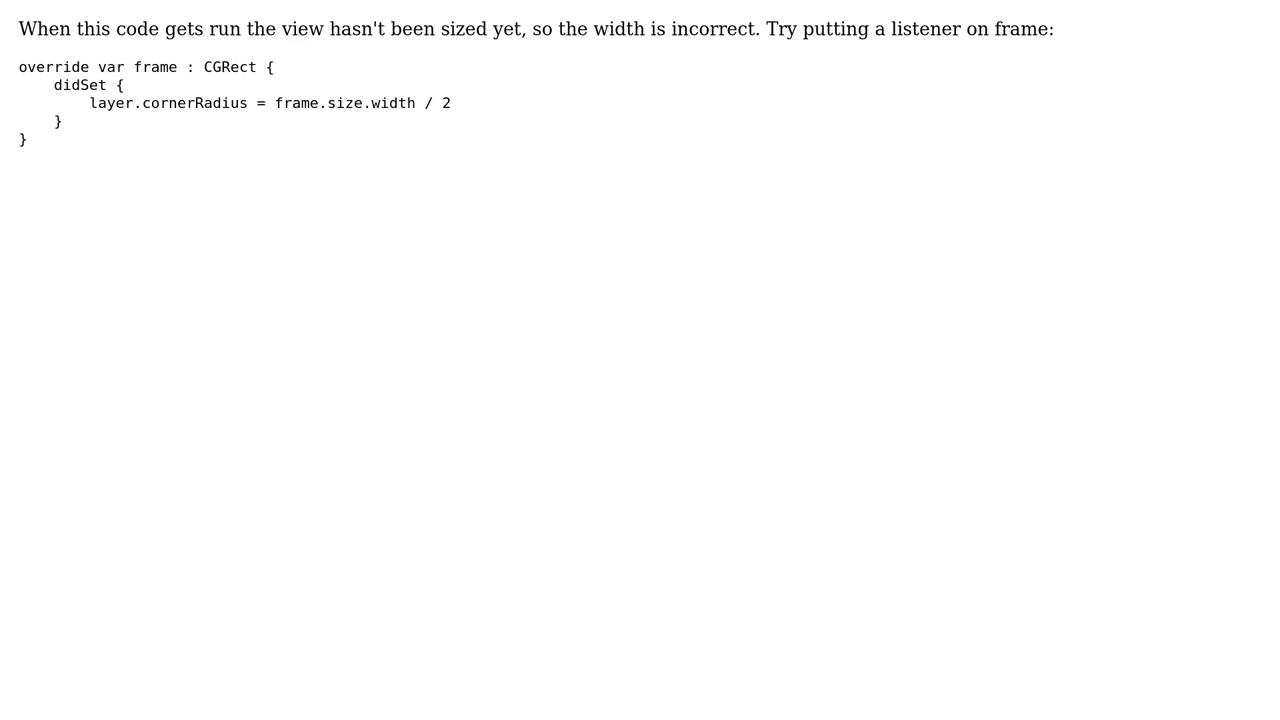 When this code gets run the view hasn't been sized yet, so the width is incorrect. Try putting a listener on frame:
override var frame : CGRect {
    didSet {
        layer.cornerRadius = frame.size.width / 2
    }
}